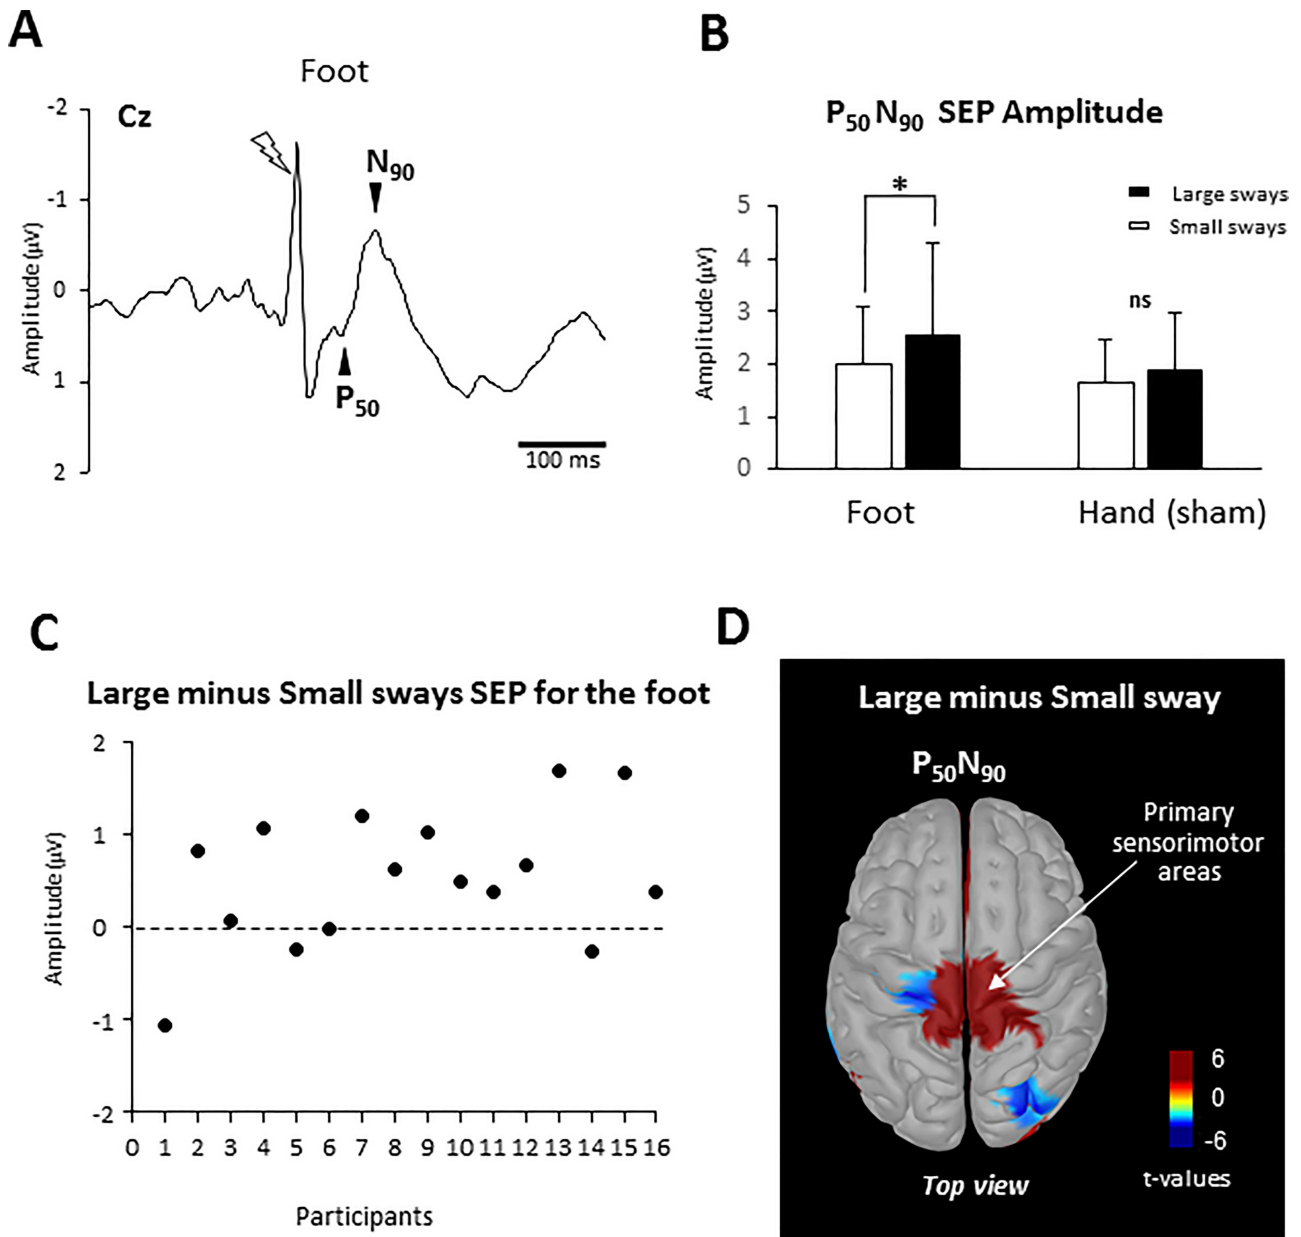 A
Foot
Cz
-2
-1
0
1
2
Amplitude (µV)
N90
P50
100 ms
B
P50 N90 SEP Amplitude
Large sways
Small sways
*
ns
5
4
3
2
1
0
Amplitude (µV)
Foot
Hand (sham)
C
Large minus Small sways SEP for the foot
2
1
0
-1
-2
Amplitude (µV)
0 1 2 3 4 5 6 7 8 9 10 11 12 13 14 15 16
Participants
D
Large minus Small sway
P50N90
Primary
sensorimotor
areas
6
0
-6
t-values
Top view